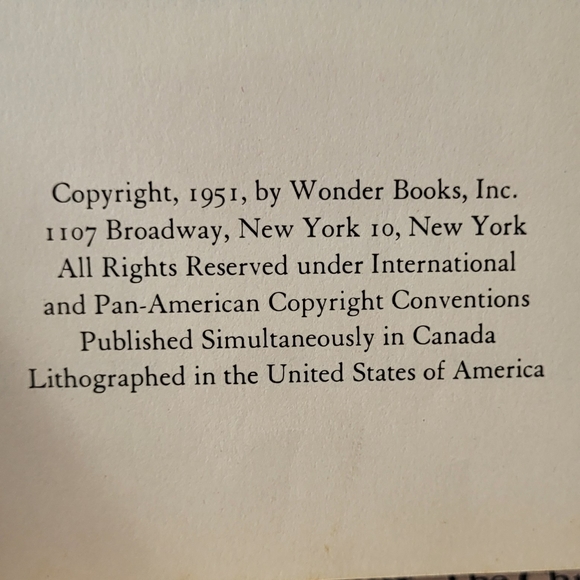 Copyright, 1951, by Wonder Books, Inc.
1107 Broadway, New York 10, New York
All Rights Reserved under International
and Pan-American Copyright Conventions
Published Simultaneously in Canada
Lithographed in the United States of America